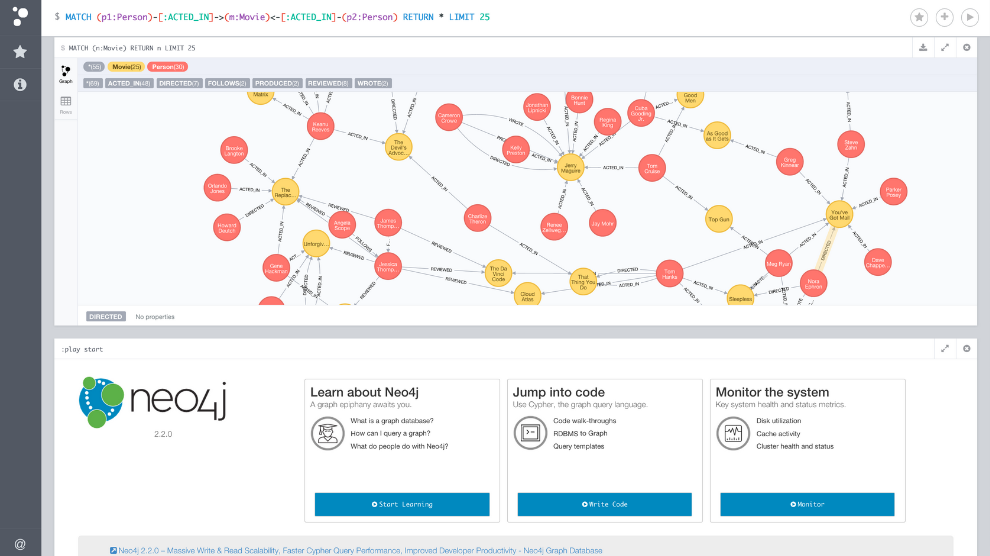 $ MATCH (p1:Person)-[:ACTED_IN]->(m:Movie)<-[:ACTED_IN]-(p2:Person) RETURN * LIMIT 25
$ MATCH (n:Movie) RETURN n LIMIT 25
Graph
Rows
*(55) Movie(25) Person(30)
*(69) ACTED_IN(48) DIRECTED(7) FOLLOWS(2) PRODUCED(2) REVIEWED(8) WROTE(2)
Matrix
Keanu Reeves
Brooke Langton
Orlando Jones
The Replac...
Howard Deutch
Unforgiv...
Gene Hackman
Angela Scope
James Thomp...
Jessica Thomp...
The Devil's Advoc...
Cameron Crowe
Kelly Preston
Jonathan Lipnicki
Bonnie Hunt
Regina King
Cuba Gooding Jr.
Jerry Maguire
Renee Zellweg...
Jay Mohr
Charlize Theron
The Da Vinci Code
Cloud Atlas
That Thing You Do
Tom Hanks
Tom Cruise
Good Men
As Good as It Gets
Greg Kinnear
Steve Zahn
Parker Posey
You've Got Mail
Dave Chappe...
Top Gun
Meg Ryan
Nora Ephron
Sleepless
ACTED_IN
DIRECTED
REVIEWED
FOLLOWS
WROTE
DIRECTED No properties
:play start
neo4j
2.2.0
Learn about Neo4j
A graph epiphany awaits you.
What is a graph database?
How can I query a graph?
What do people do with Neo4j?
Start Learning
Jump into code
Use Cypher, the graph query language.
Code walk-throughs
RDBMS to Graph
Query templates
Write Code
Monitor the system
Key system health and status metrics.
Disk utilization
Cache activity
Cluster health and status
Monitor
Neo4j 2.2.0 – Massive Write & Read Scalability, Faster Cypher Query Performance, Improved Developer Productivity - Neo4j Graph Database
@